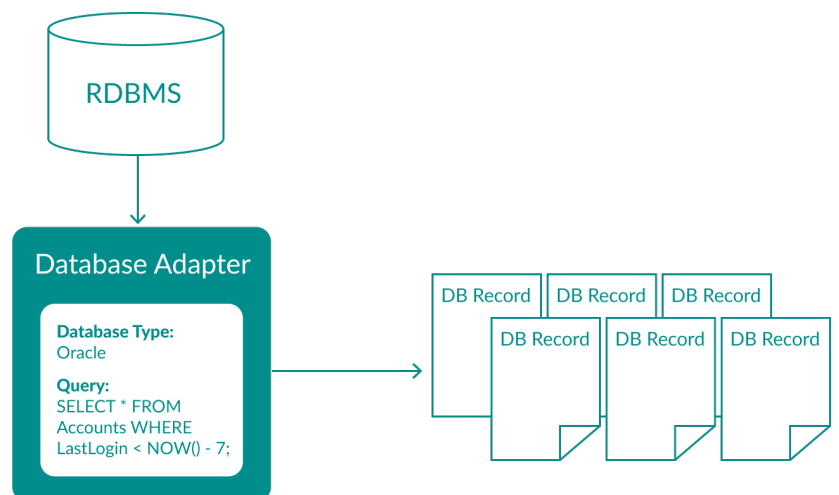 RDBMS
Database Adapter
Database Type:
Oracle
Query:
SELECT * FROM
Accounts WHERE
LastLogin < NOW() - 7;
DB Record
DB Record
DB Record
DB Record
DB Record
DB Record